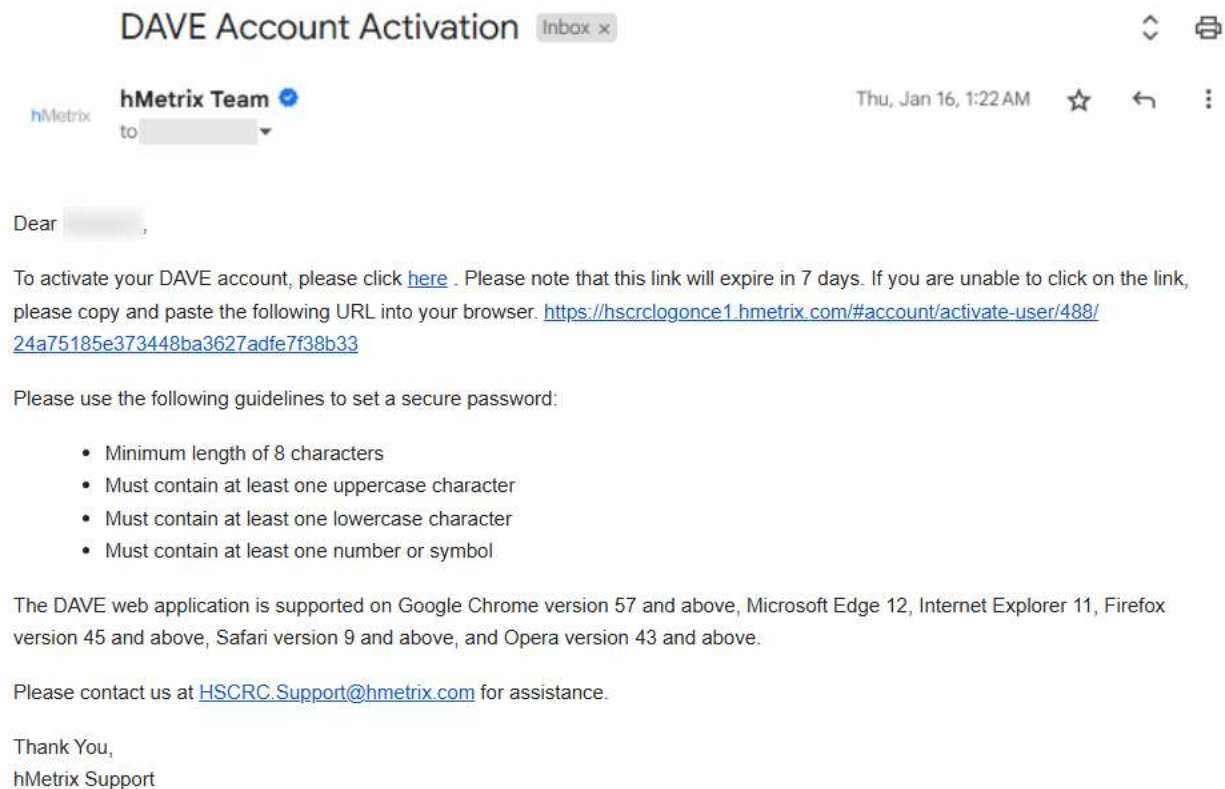 DAVE Account Activation Inbox x
hMetrix
hMetrix Team
Thu, Jan 16, 1:22 AM
to
Dear ,
To activate your DAVE account, please click here . Please note that this link will expire in 7 days. If you are unable to click on the link,
please copy and paste the following URL into your browser. https://hscrclogonce1.hmetrix.com/#account/activate-user/488/
24a75185e373448ba3627adfe7f38b33
Please use the following guidelines to set a secure password:
• Minimum length of 8 characters
• Must contain at least one uppercase character
• Must contain at least one lowercase character
• Must contain at least one number or symbol
The DAVE web application is supported on Google Chrome version 57 and above, Microsoft Edge 12, Internet Explorer 11, Firefox
version 45 and above, Safari version 9 and above, and Opera version 43 and above.
Please contact us at HSCRC.Support@hmetrix.com for assistance.
Thank You,
hMetrix Support